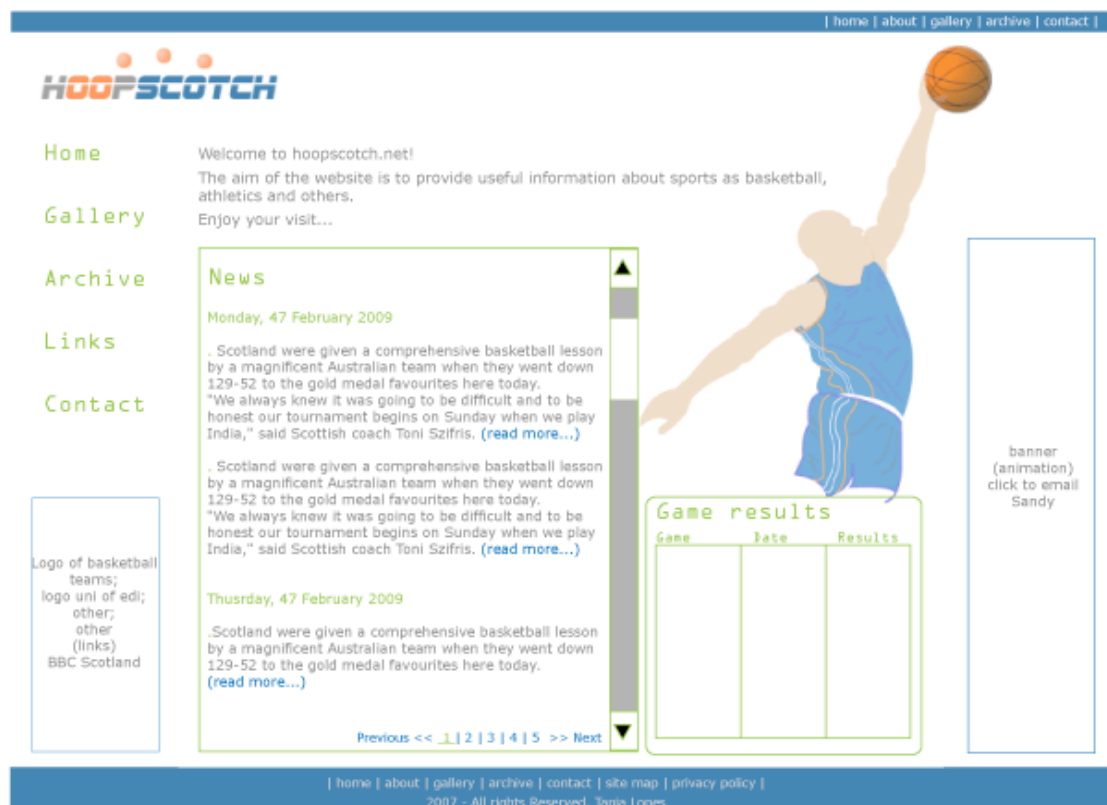 | home | about | gallery | archive | contact |
HOOPSCOTCH
Home
Gallery
Archive
Links
Contact
Welcome to hoopscotch.net!
The aim of the website is to provide useful information about sports as basketball,
athletics and others.
Enjoy your visit...
News
Monday, 47 February 2009
. Scotland were given a comprehensive basketball lesson
by a magnificent Australian team when they went down
129-52 to the gold medal favourites here today.
"We always knew it was going to be difficult and to be
honest our tournament begins on Sunday when we play
India," said Scottish coach Toni Szifris. (read more...)
. Scotland were given a comprehensive basketball lesson
by a magnificent Australian team when they went down
129-52 to the gold medal favourites here today.
"We always knew it was going to be difficult and to be
honest our tournament begins on Sunday when we play
India," said Scottish coach Toni Szifris. (read more...)
Thusrday, 47 February 2009
.Scotland were given a comprehensive basketball lesson
by a magnificent Australian team when they went down
129-52 to the gold medal favourites here today.
(read more...)
Previous << 1 | 2 | 3 | 4 | 5 >> Next
Logo of basketball
teams;
logo uni of edi;
other;
other
(links)
BBC Scotland
Game results
Game Date Results
banner
(animation)
click to email
Sandy
| home | about | gallery | archive | contact | site map | privacy policy |
2007 - All rights Reserved. Tania Lopes